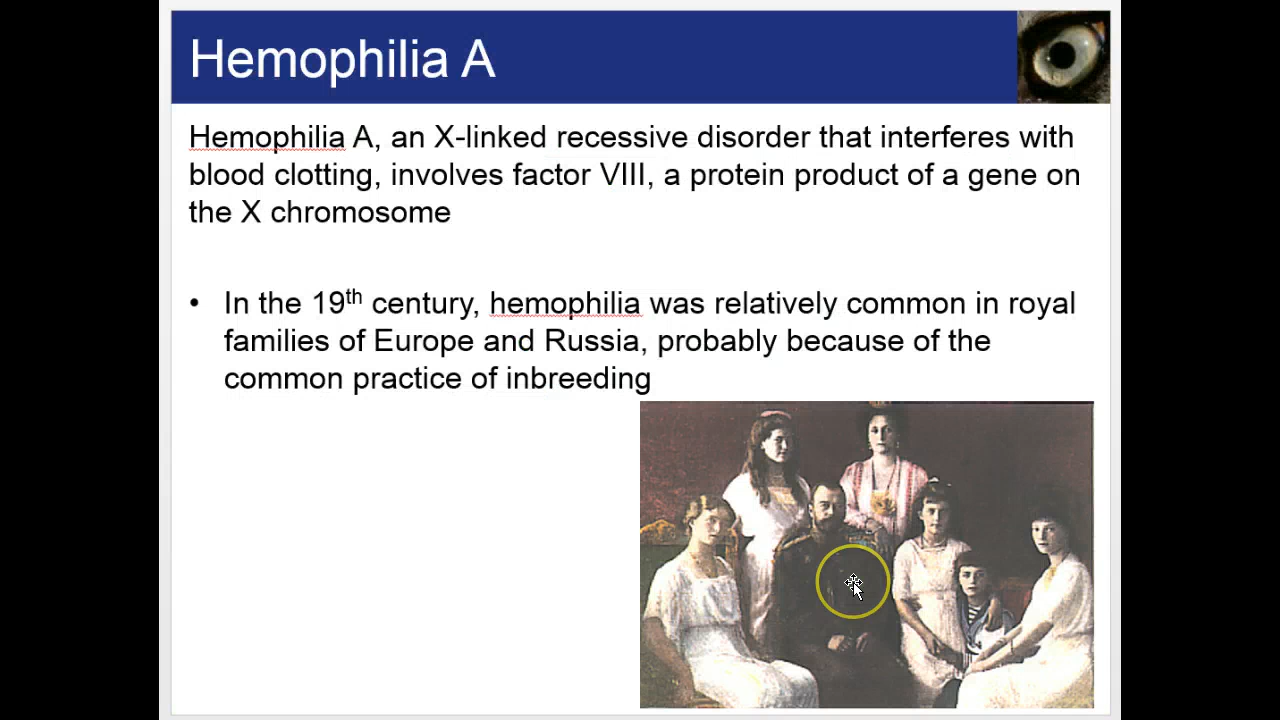 Hemophilia A
Hemophilia A, an X-linked recessive disorder that interferes with
blood clotting, involves factor VIII, a protein product of a gene on
the X chromosome
• In the 19th century, hemophilia was relatively common in royal
families of Europe and Russia, probably because of the
common practice of inbreeding